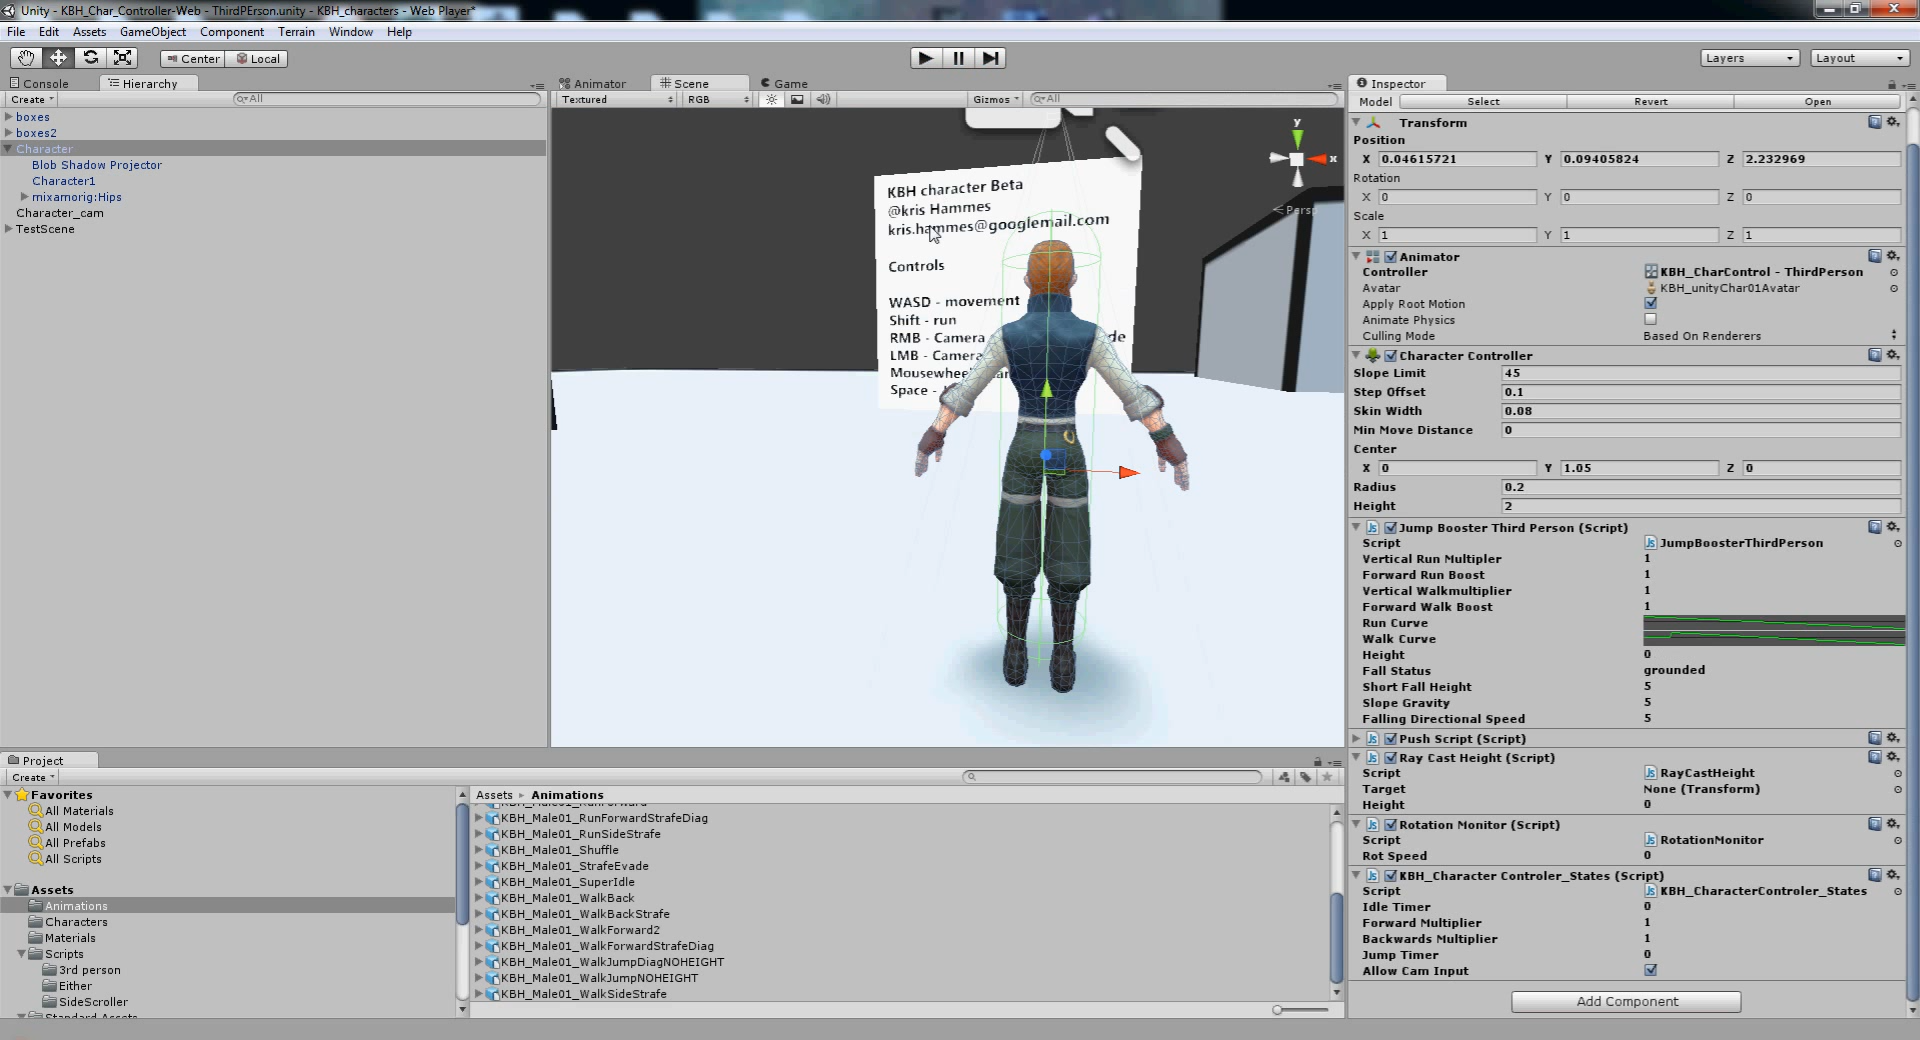 Unity - KBH_Char_Controller-Web - ThirdPErson.unity - KBH_characters - Web Player*
File Edit Assets GameObject Component Terrain Window Help
Center Local
Layers
Layout
Console
Hierarchy
Create
All
boxes
boxes2
Character
Blob Shadow Projector
Character1
mixamorig:Hips
Character_cam
TestScene
Animator
Scene
Game
Textured
RGB
Gizmos
All
y
x
Persp
KBH character Beta
@kris Hammes
kris.hammes@googlemail.com
Controls
WASD - movement
Shift - run
RMB - Camera
LMB - Camera
Mousewheel
Space -
Inspector
Model Select Revert Open
Transform
Position
X 0.04615721 Y 0.09405824 Z 2.232969
Rotation
X 0 Y 0 Z 0
Scale
X 1 Y 1 Z 1
Animator
Controller KBH_CharControl - ThirdPerson
Avatar KBH_unityChar01Avatar
Apply Root Motion
Animate Physics
Culling Mode Based On Renderers
Character Controller
Slope Limit 45
Step Offset 0.1
Skin Width 0.08
Min Move Distance 0
Center
X 0 Y 1.05 Z 0
Radius 0.2
Height 2
Jump Booster Third Person (Script)
Script JumpBoosterThirdPerson
Vertical Run Multipler 1
Forward Run Boost 1
Vertical Walkmultiplier 1
Forward Walk Boost 1
Run Curve
Walk Curve
Height 0
Fall Status grounded
Short Fall Height 5
Slope Gravity 5
Falling Directional Speed 5
Push Script (Script)
Ray Cast Height (Script)
Script RayCastHeight
Target None (Transform)
Height 0
Rotation Monitor (Script)
Script RotationMonitor
Rot Speed 0
KBH_Character Controler_States (Script)
Script KBH_CharacterControler_States
Idle Timer 0
Forward Multiplier 1
Backwards Multiplier 1
Jump Timer 0
Allow Cam Input
Add Component
Project
Create
Favorites
All Materials
All Models
All Prefabs
All Scripts
Assets
Animations
Characters
Materials
Scripts
3rd person
Either
SideScroller
Standard Assets
Assets Animations
KBH_Male01_RunForward
KBH_Male01_RunForwardStrafeDiag
KBH_Male01_RunSideStrafe
KBH_Male01_Shuffle
KBH_Male01_StrafeEvade
KBH_Male01_SuperIdle
KBH_Male01_WalkBack
KBH_Male01_WalkBackStrafe
KBH_Male01_WalkForward2
KBH_Male01_WalkForwardStrafeDiag
KBH_Male01_WalkJumpDiagNOHEIGHT
KBH_Male01_WalkJumpNOHEIGHT
KBH_Male01_WalkSideStrafe